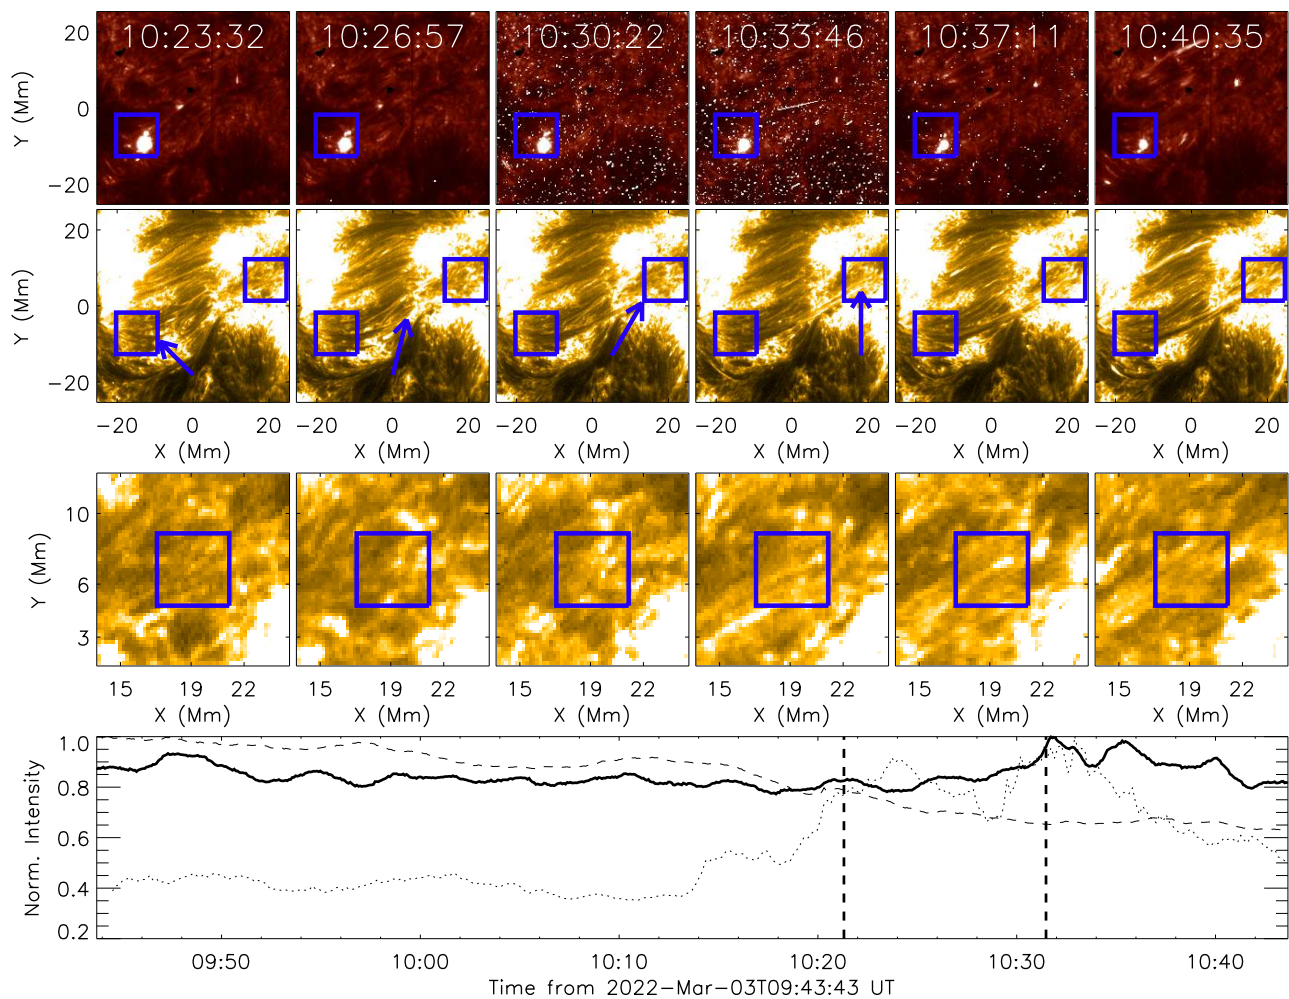 10:23:32 10:26:57 10:30:22 10:33:46 10:37:11 10:40:35
20
0
−20
Y (Mm)
20
0
−20
Y (Mm)
−20 0 20 −20 0 20 −20 0 20 −20 0 20 −20 0 20 −20 0 20
X (Mm) X (Mm) X (Mm) X (Mm) X (Mm) X (Mm)
10
6
3
Y (Mm)
15 19 22 15 19 22 15 19 22 15 19 22 15 19 22 15 19 22
X (Mm) X (Mm) X (Mm) X (Mm) X (Mm) X (Mm)
1.0
0.8
0.6
0.4
0.2
Norm. Intensity
09:50 10:00 10:10 10:20 10:30 10:40
Time from 2022−Mar−03T09:43:43 UT